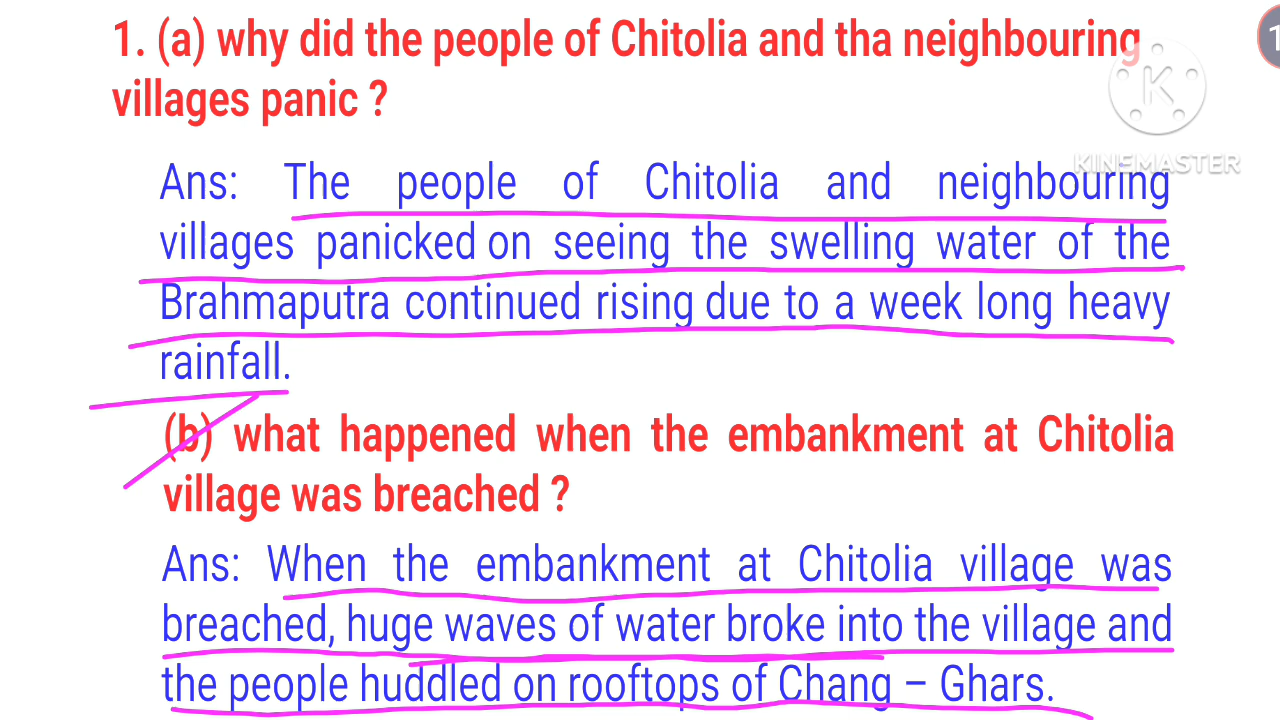 1. (a) why did the people of Chitolia and tha neighbouring
villages panic ?
1
K
KINEMASTER
Ans: The people of Chitolia and neighbouring
villages panicked on seeing the swelling water of the
Brahmaputra continued rising due to a week long heavy
rainfall.
(b) what happened when the embankment at Chitolia
village was breached ?
Ans: When the embankment at Chitolia village was
breached, huge waves of water broke into the village and
the people huddled on rooftops of Chang – Ghars.